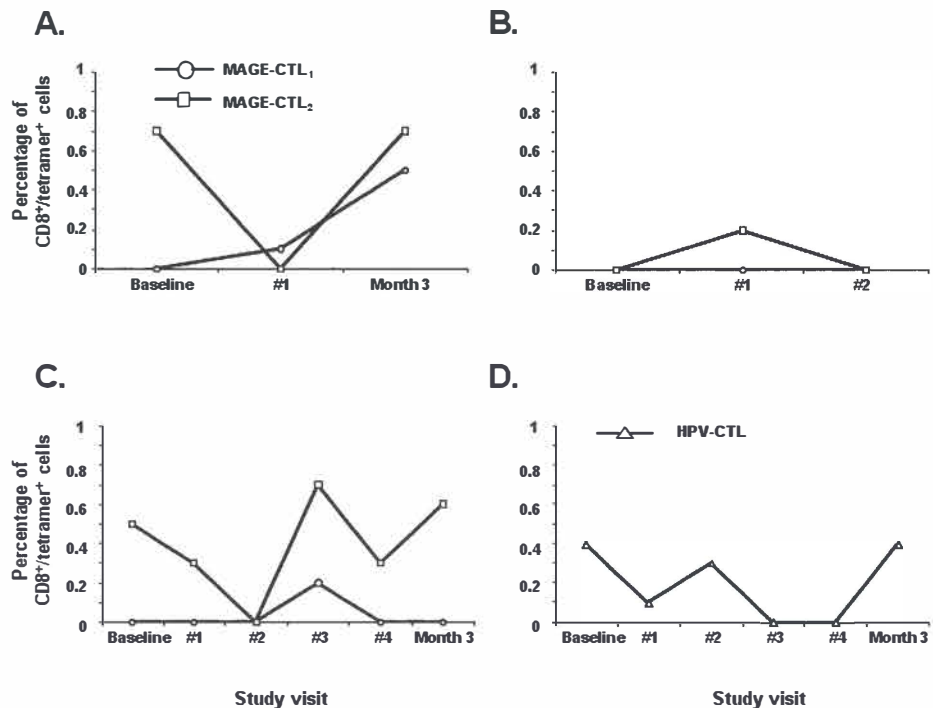 A.
B.
Percentage of
CD8⁺/tetramer⁺ cells
1
0.8
0.6
0.4
0.2
0
MAGE-CTL₁
MAGE-CTL₂
Baseline #1 Month 3
1
0.8
0.6
0.4
0.2
0
Baseline #1 #2
C.
D.
Percentage of
CD8⁺/tetramer⁺ cells
1
0.8
0.6
0.4
0.2
0
Baseline #1 #2 #3 #4 Month 3
Study visit
1
0.8
0.6
0.4
0.2
0
HPV-CTL
Baseline #1 #2 #3 #4 Month 3
Study visit